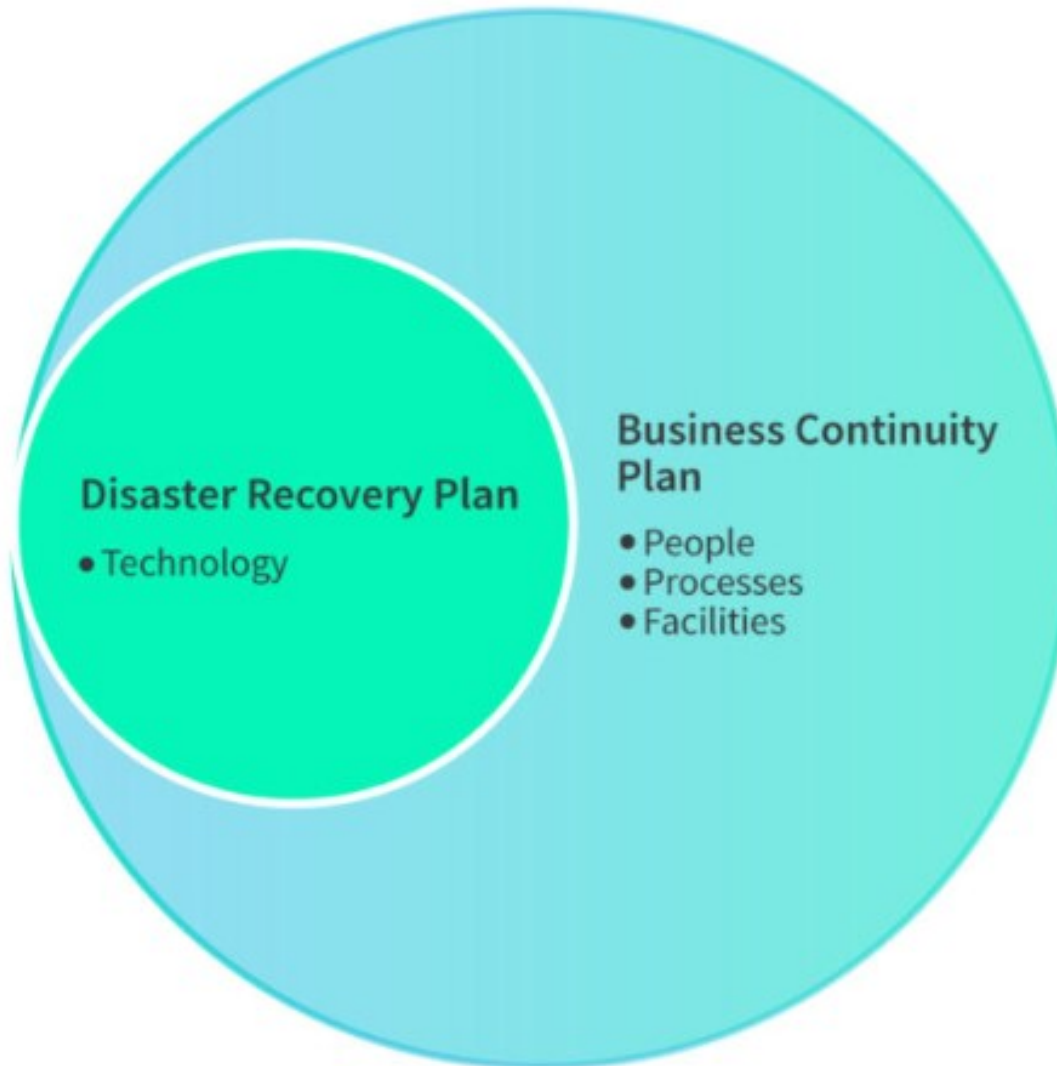 Disaster Recovery Plan
• Technology
Business Continuity
Plan
• People
• Processes
• Facilities